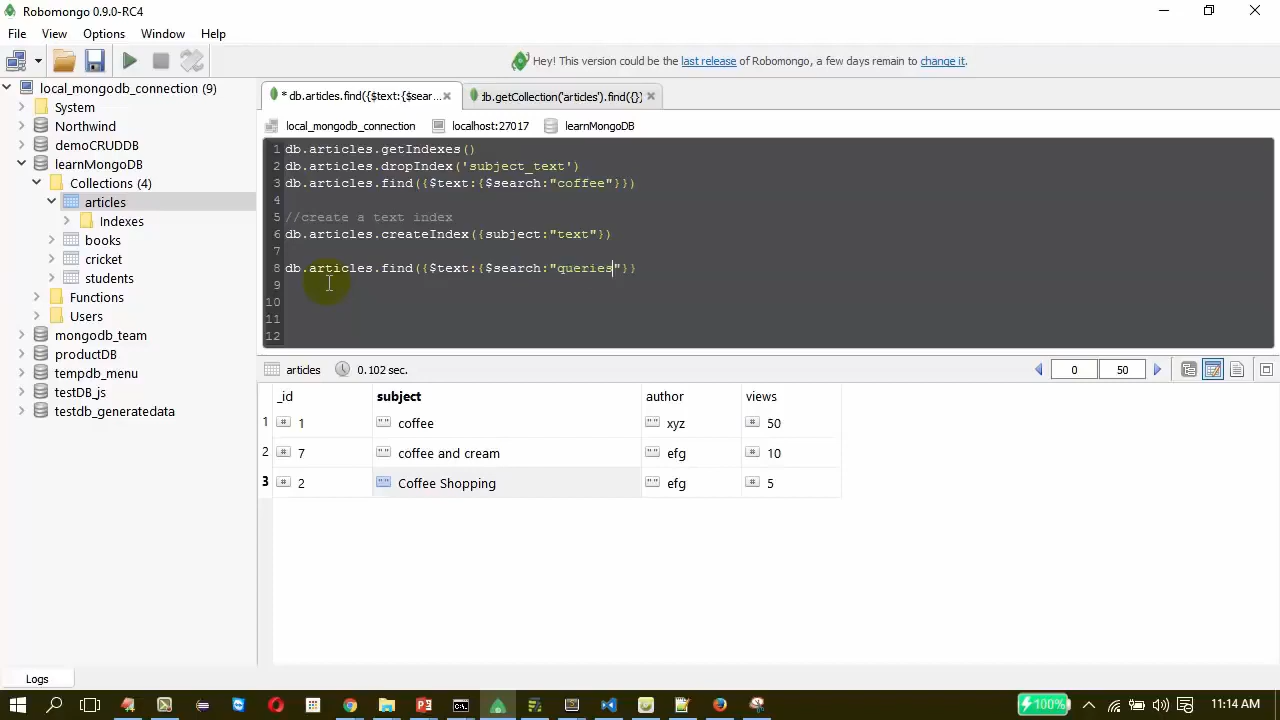 Robomongo 0.9.0-RC4
File View Options Window Help
Hey! This version could be the last release of Robomongo, a few days remain to change it.
local_mongodb_connection (9)
System
Northwind
demoCRUDDB
learnMongoDB
Collections (4)
articles
Indexes
books
cricket
students
Functions
Users
mongodb_team
productDB
tempdb_menu
testDB_js
testdb_generatedata
Logs
* db.articles.find({$text:{$sear...
db.getCollection('articles').find({})
local_mongodb_connection localhost:27017 learnMongoDB
1 db.articles.getIndexes()
2 db.articles.dropIndex('subject_text')
3 db.articles.find({$text:{$search:"coffee"}})
4
5 //create a text index
6 db.articles.createIndex({subject:"text"})
7
8 db.articles.find({$text:{$search:"queries"}}
9
10
11
12
articles 0.102 sec. 0 50
_id subject author views
1 1 coffee xyz 50
2 7 coffee and cream efg 10
3 2 Coffee Shopping efg 5
100% 11:14 AM